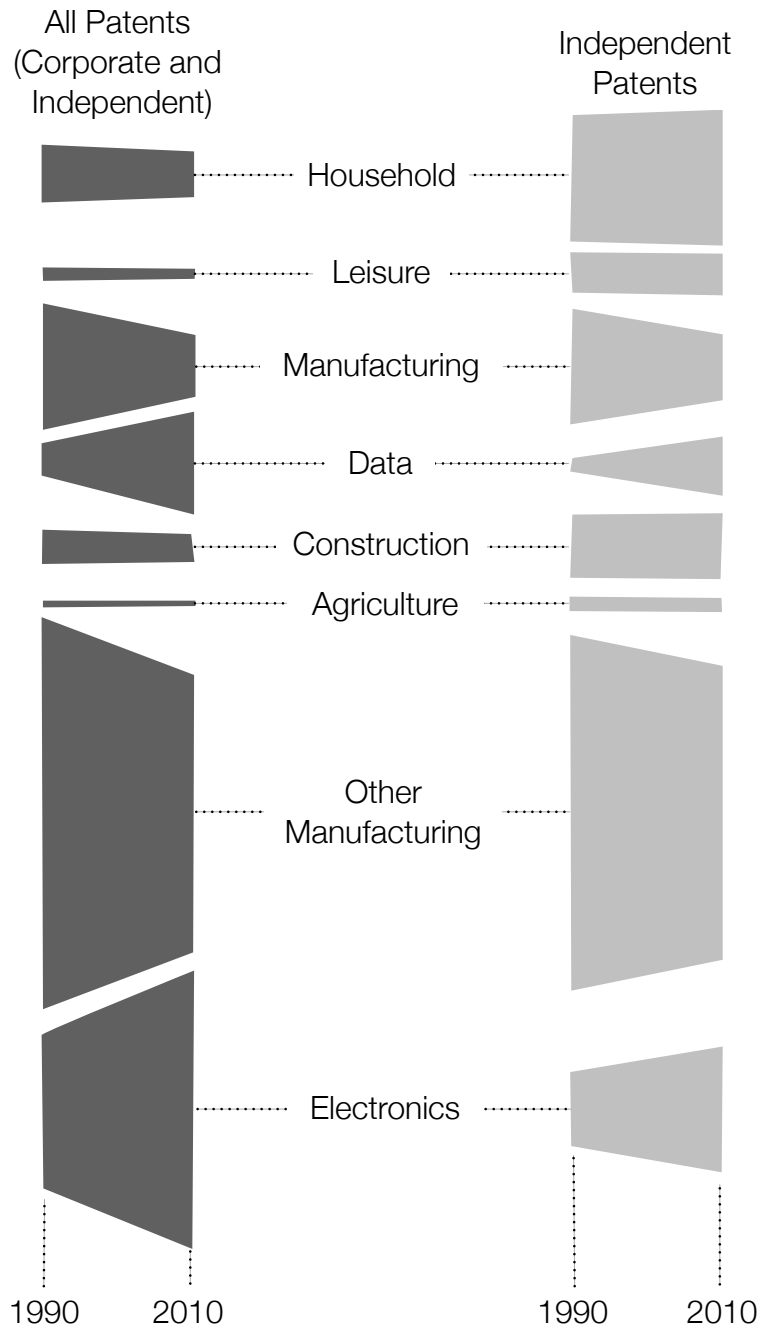 All Patents
(Corporate and
Independent)
Independent
Patents
Household
Leisure
Manufacturing
Data
Construction
Agriculture
Other
Manufacturing
Electronics
1990 2010 1990 2010